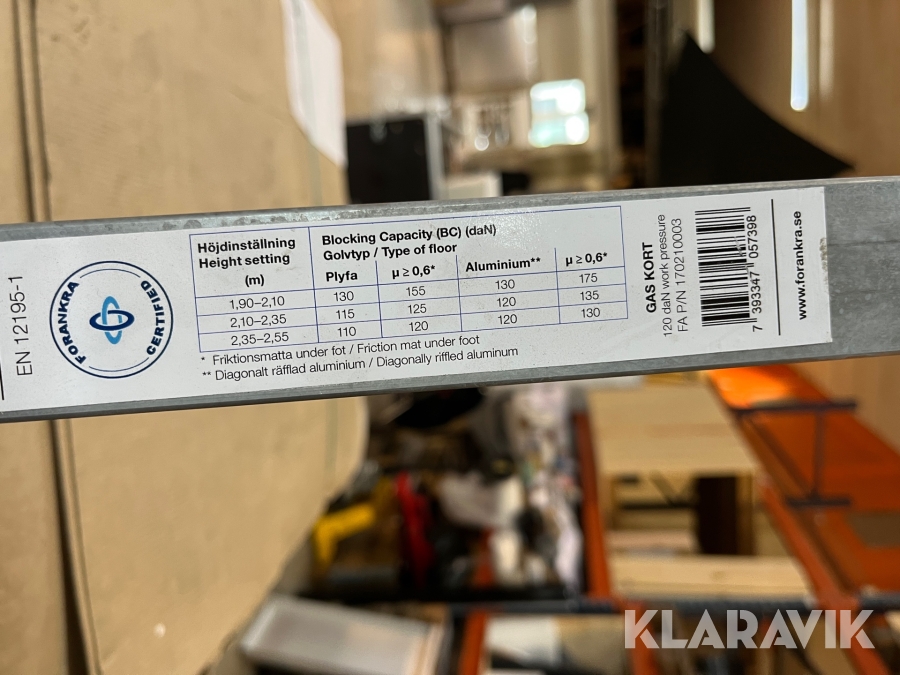 EN 12195-1
FORANKRA
CERTIFIED
Höjdinställning
Height setting
(m)
Blocking Capacity (BC) (daN)
Golvtyp / Type of floor
Plyfa μ ≥ 0,6* Aluminium** μ ≥ 0,6*
1,90–2,10 130 155 130 175
2,10–2,35 115 125 120 135
2,35–2,55 110 120 120 130
* Friktionsmatta under fot / Friction mat under foot
** Diagonalt räfflad aluminium / Diagonally riffled aluminum
GAS KORT
120 daN work pressure
FA P/N 170210003
7 393347 057398
www.forankra.se
KLARAVIK